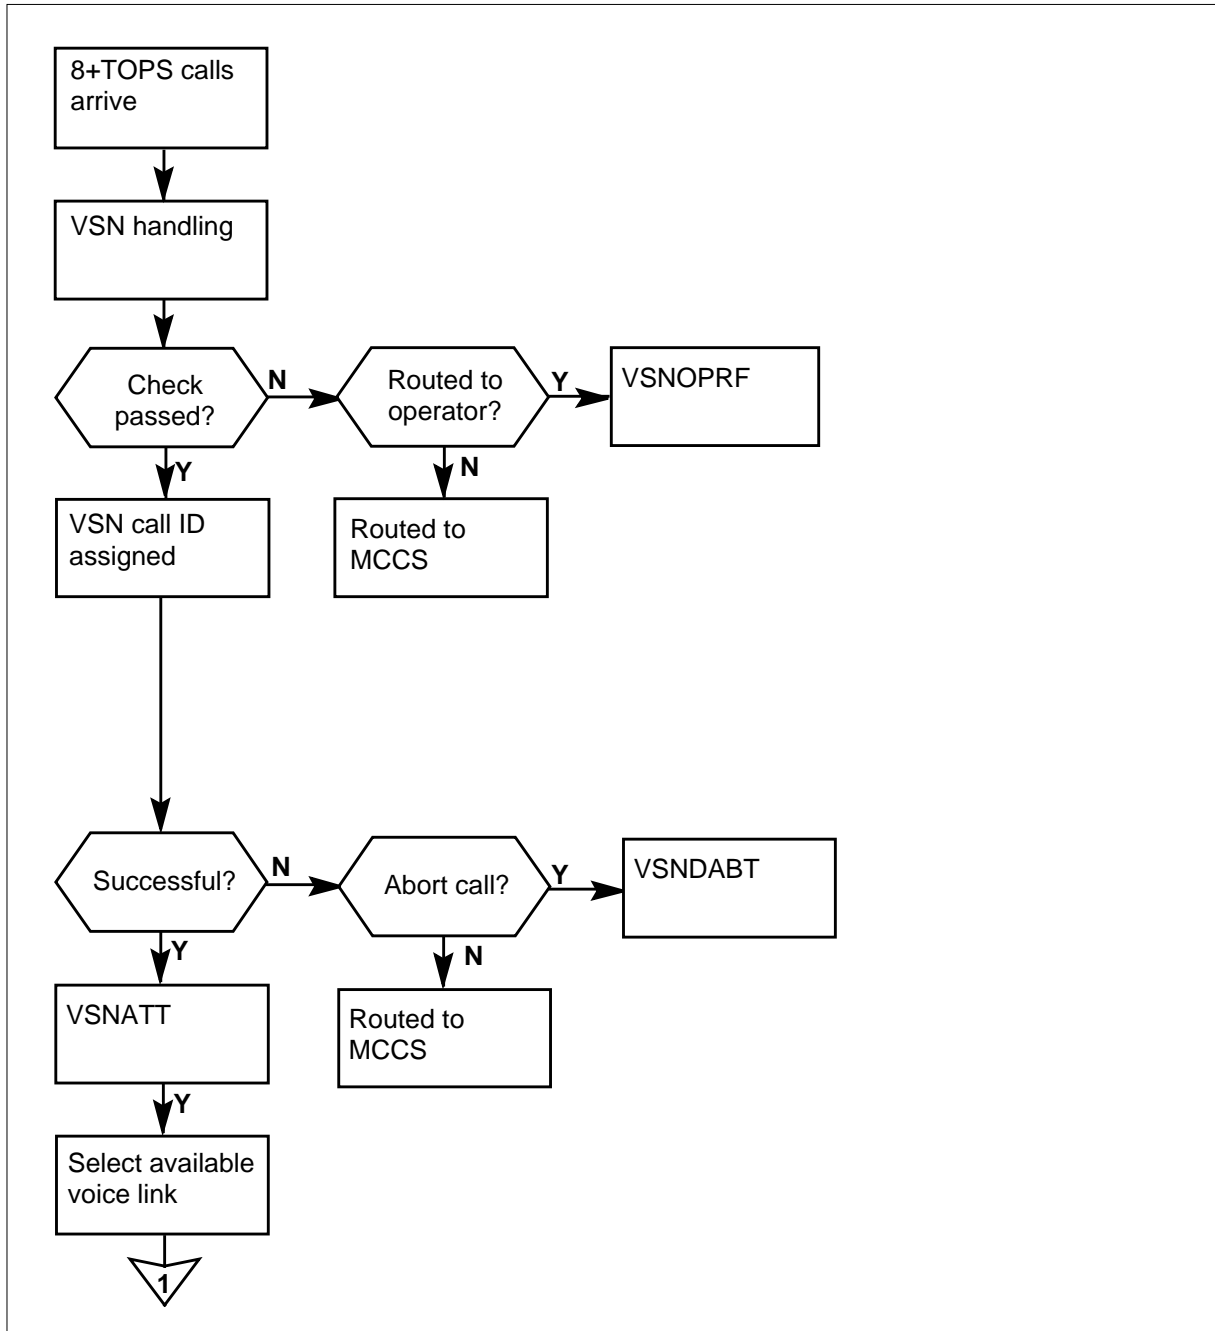 8+TOPS calls
arrive
VSN handling
Check
passed?
N
Routed to
operator?
Y
VSNOPRF
Y
N
VSN call ID
assigned
Routed to
MCCS
Successful?
N
Abort call?
Y
VSNDABT
Y
N
VSNATT
Routed to
MCCS
Y
Select available
voice link
1